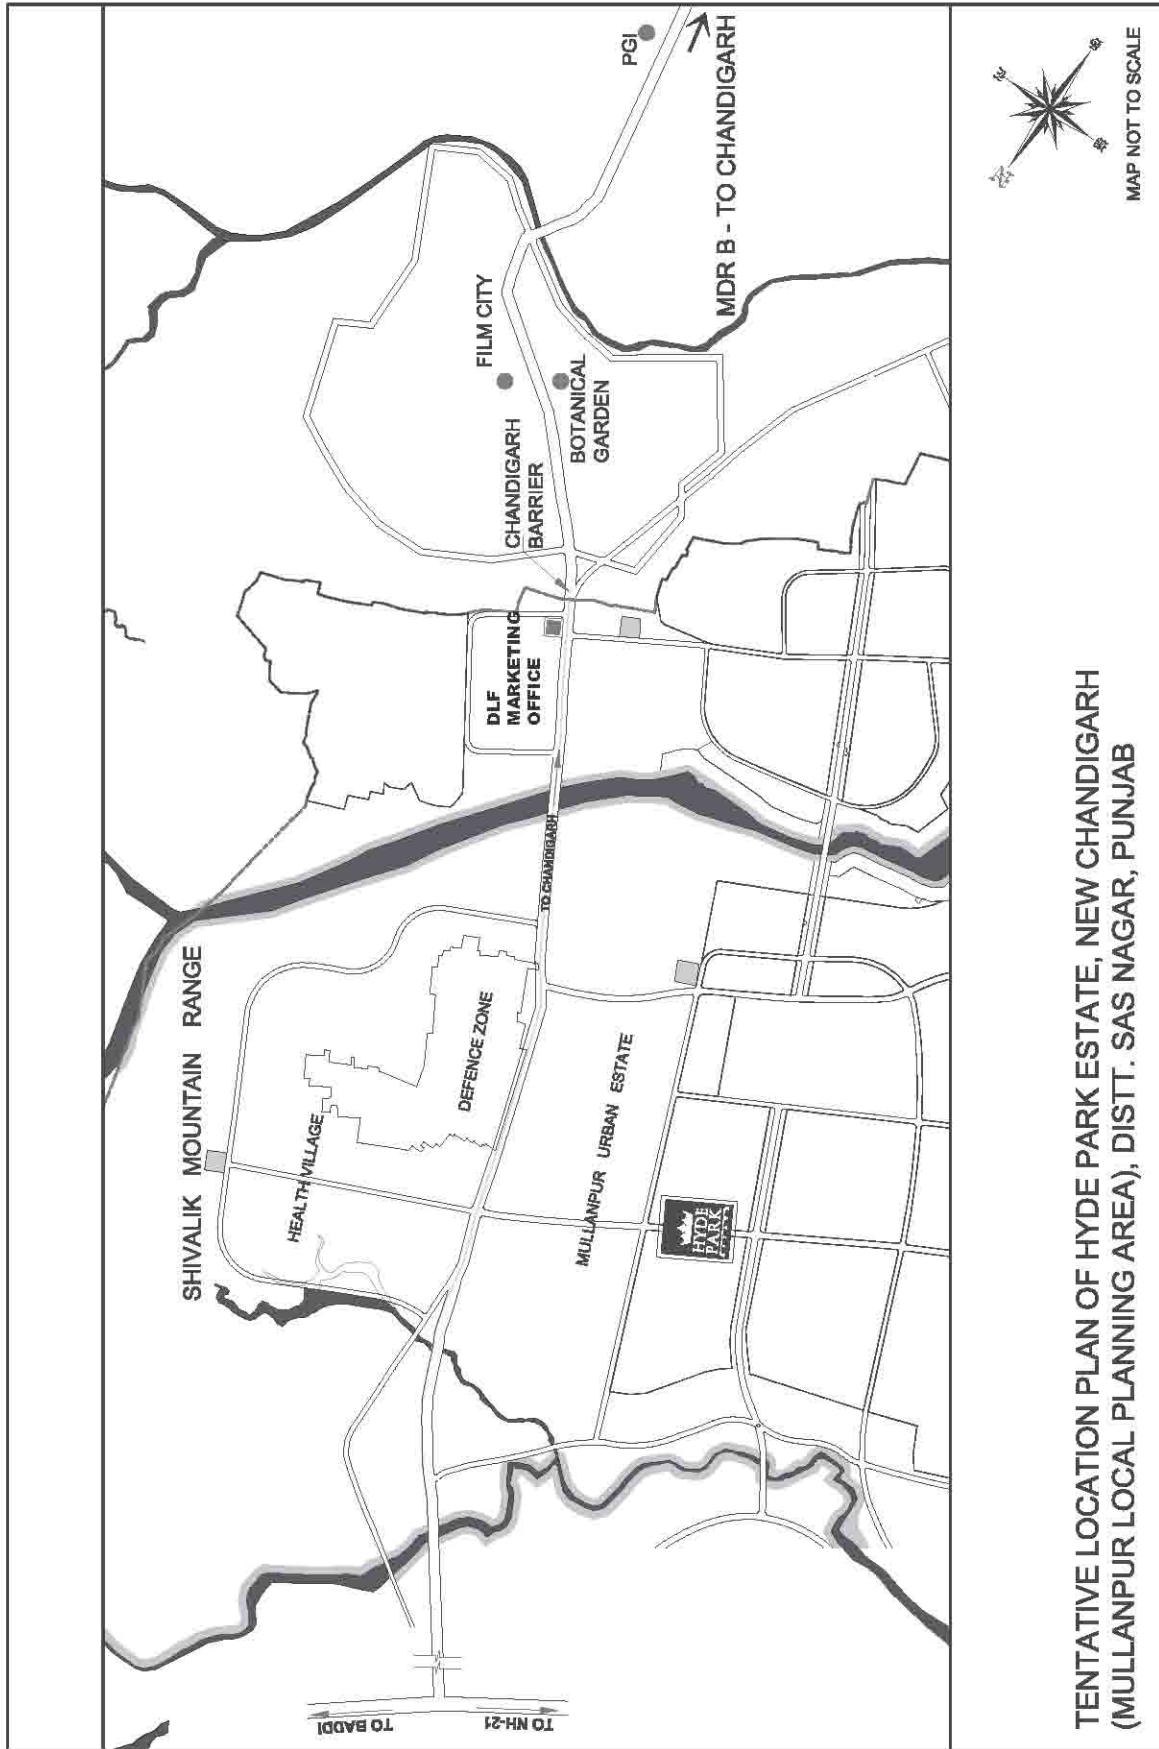 SHIVALIK MOUNTAIN RANGE
HEALTH VILLAGE
DEFENCE ZONE
TO BADDI
TO NH-21
TO CHANDIGARH
DLF
MARKETING
OFFICE
CHANDIGARH
BARRIER
FILM CITY
BOTANICAL
GARDEN
PGI
MDR B - TO CHANDIGARH
MULLANPUR URBAN ESTATE
HYDE
PARK
MAP NOT TO SCALE
TENTATIVE LOCATION PLAN OF HYDE PARK ESTATE, NEW CHANDIGARH
(MULLANPUR LOCAL PLANNING AREA), DISTT. SAS NAGAR, PUNJAB